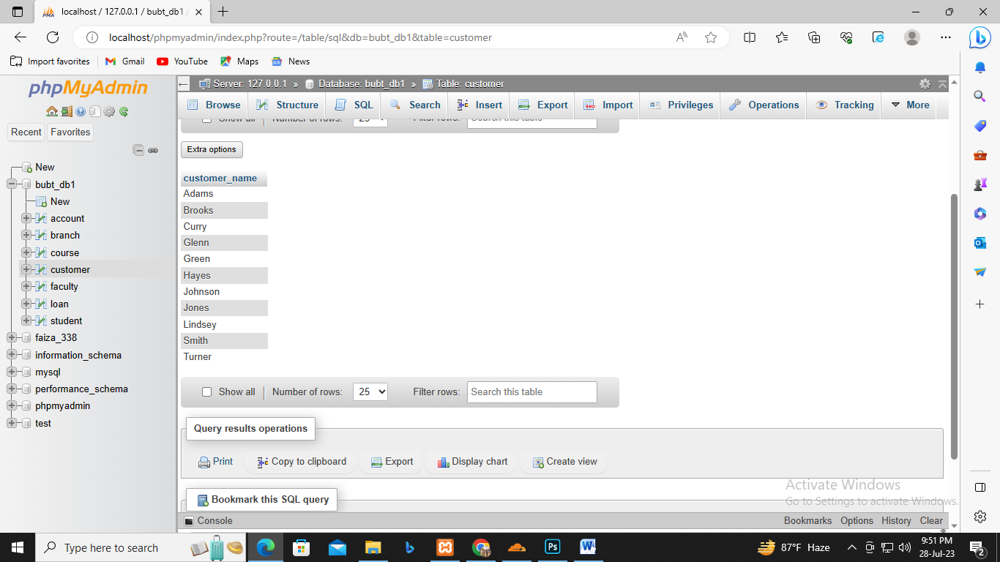 localhost / 127.0.0.1 / bubt_db1 /
localhost/phpmyadmin/index.php?route=/table/sql&db=bubt_db1&table=customer
Import favorites
Gmail
YouTube
Maps
News
phpMyAdmin
Recent
Favorites
New
bubt_db1
New
account
branch
course
customer
faculty
loan
student
faiza_338
information_schema
mysql
performance_schema
phpmyadmin
test
Server: 127.0.0.1 » Database: bubt_db1 » Table: customer
Browse
Structure
SQL
Search
Insert
Export
Import
Privileges
Operations
Tracking
More
Show all
Number of rows:
25
Filter rows:
Search this table
Extra options
customer_name
Adams
Brooks
Curry
Glenn
Green
Hayes
Johnson
Jones
Lindsey
Smith
Turner
Show all
Number of rows:
25
Filter rows:
Search this table
Query results operations
Print
Copy to clipboard
Export
Display chart
Create view
Bookmark this SQL query
Activate Windows
Go to Settings to activate Windows.
Console
Bookmarks
Options
History
Clear
Type here to search
87°F Haze
9:51 PM
28-Jul-23
2